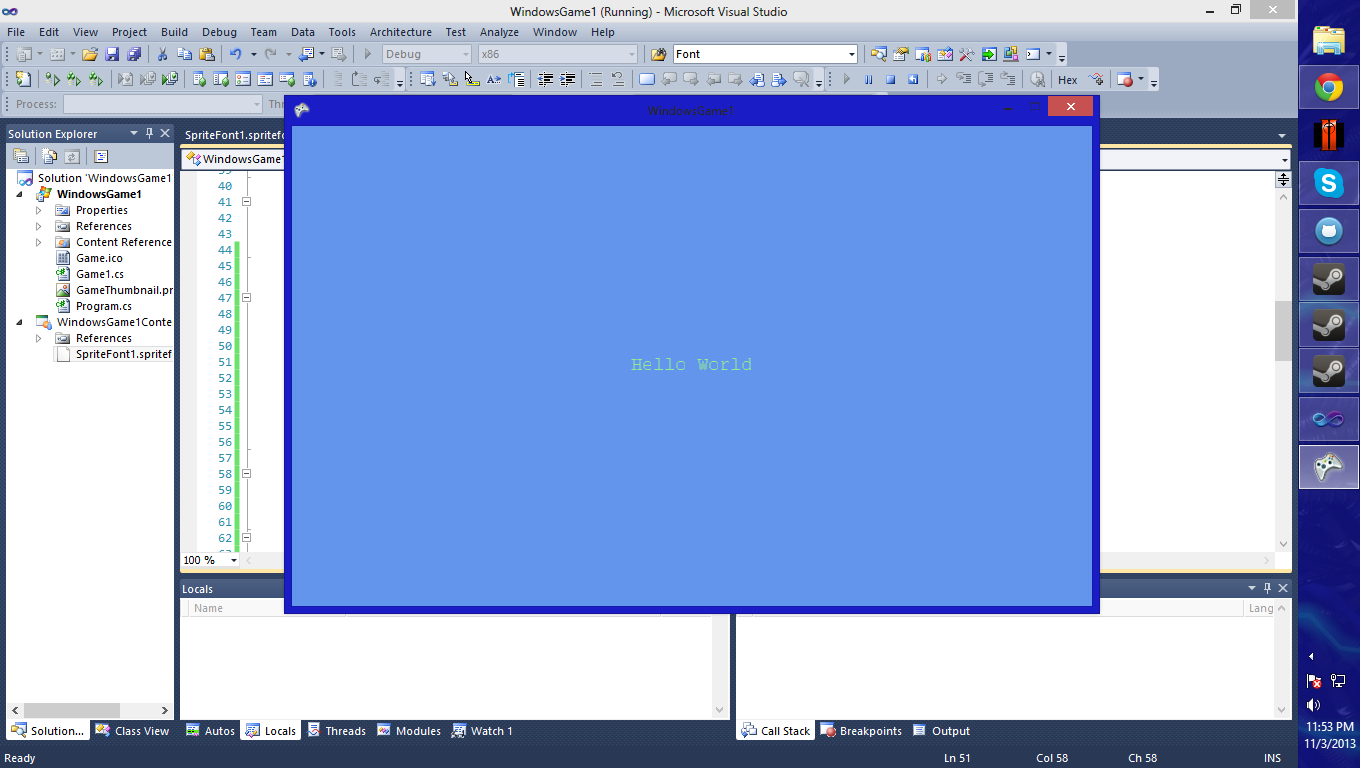 WindowsGame1 (Running) - Microsoft Visual Studio
File Edit View Project Build Debug Team Data Tools Architecture Test Analyze Window Help
Debug x86 Font
Hex
Process:
Solution Explorer
SpriteFont1.spritefo
WindowsGame1
WindowsGame1
Solution 'WindowsGame1
WindowsGame1
Properties
References
Content Reference
Game.ico
Game1.cs
GameThumbnail.pr
Program.cs
WindowsGame1Conte
References
SpriteFont1.spritef
40
41
42
43
44
45
46
47
48
49
50
51
52
53
54
55
56
57
58
59
60
61
62
Hello World
100 %
Locals
Name
Lang
Solution... Class View Autos Locals Threads Modules Watch 1 Call Stack Breakpoints Output
Ready Ln 51 Col 58 Ch 58 INS
11:53 PM
11/3/2013